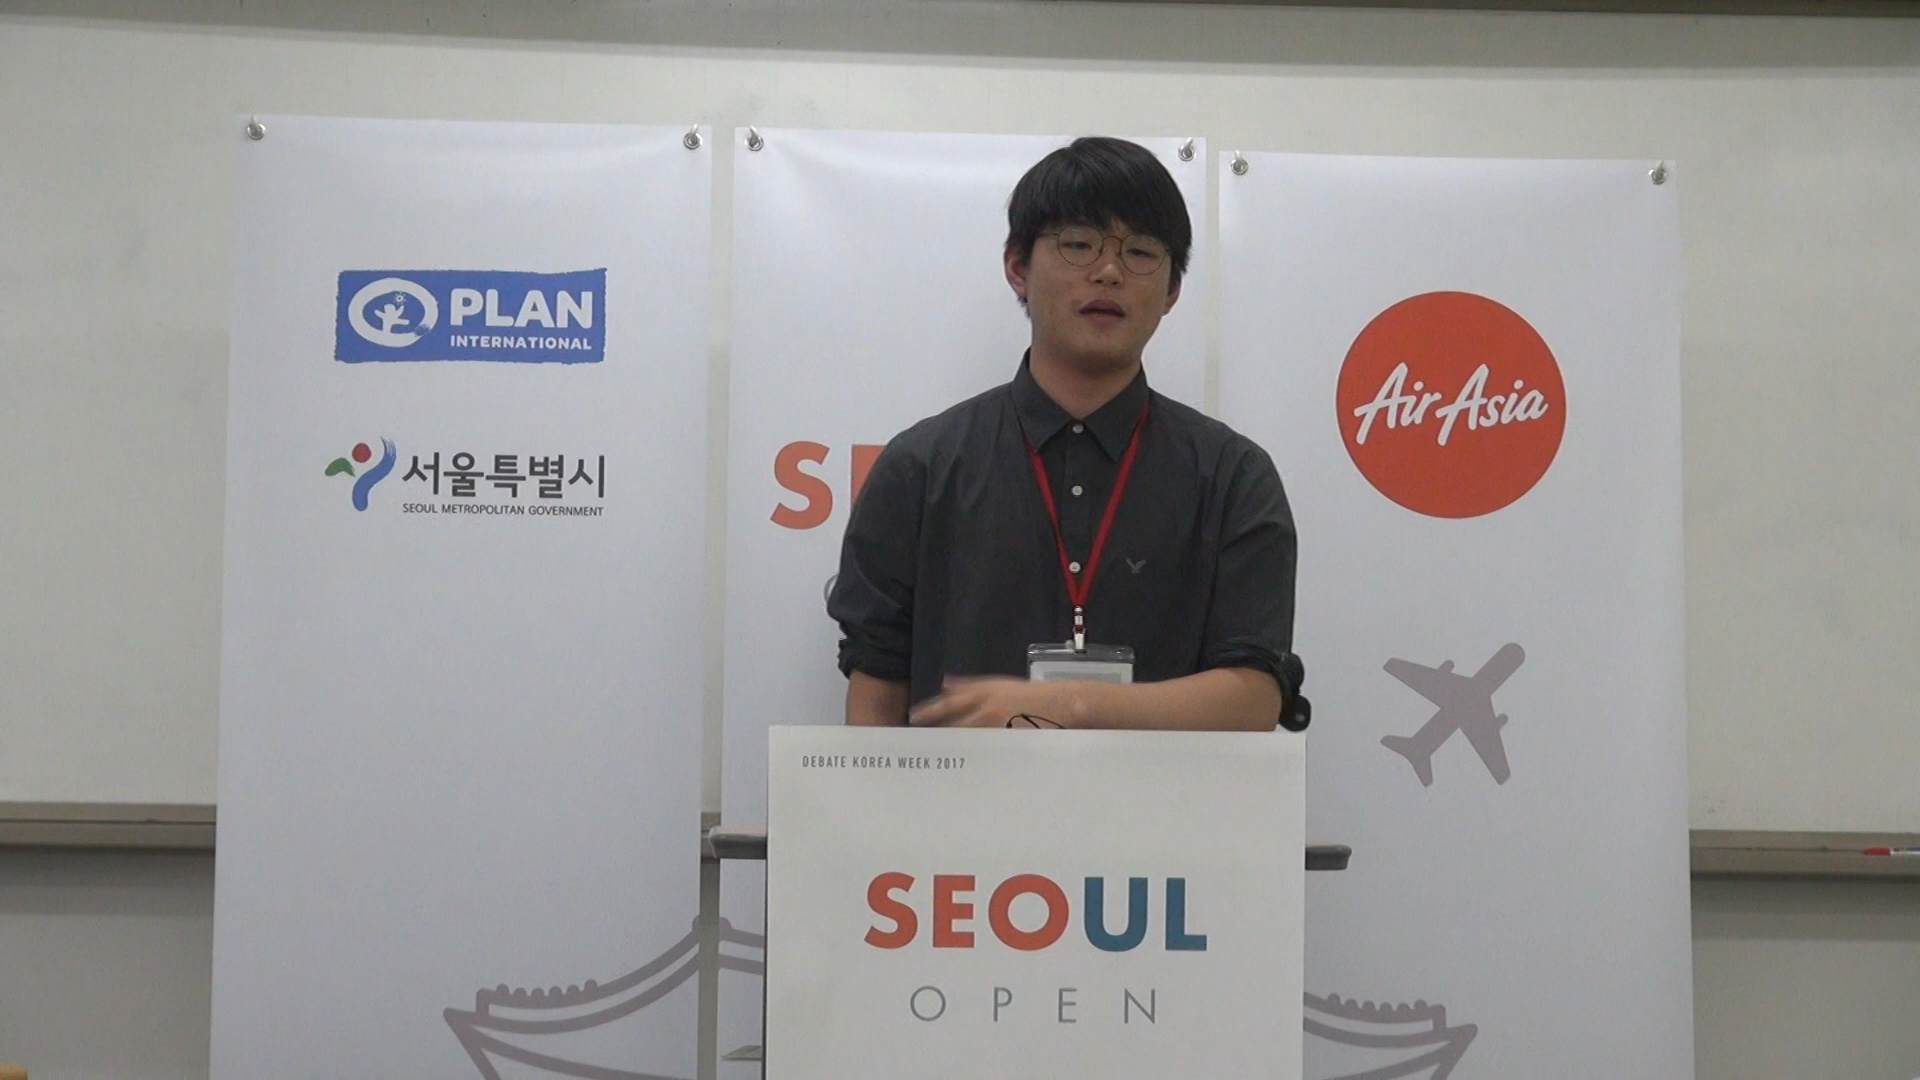 PLAN
INTERNATIONAL
서울특별시
SEOUL METROPOLITAN GOVERNMENT
AirAsia
DEBATE KOREA WEEK 2017
SEOUL
OPEN